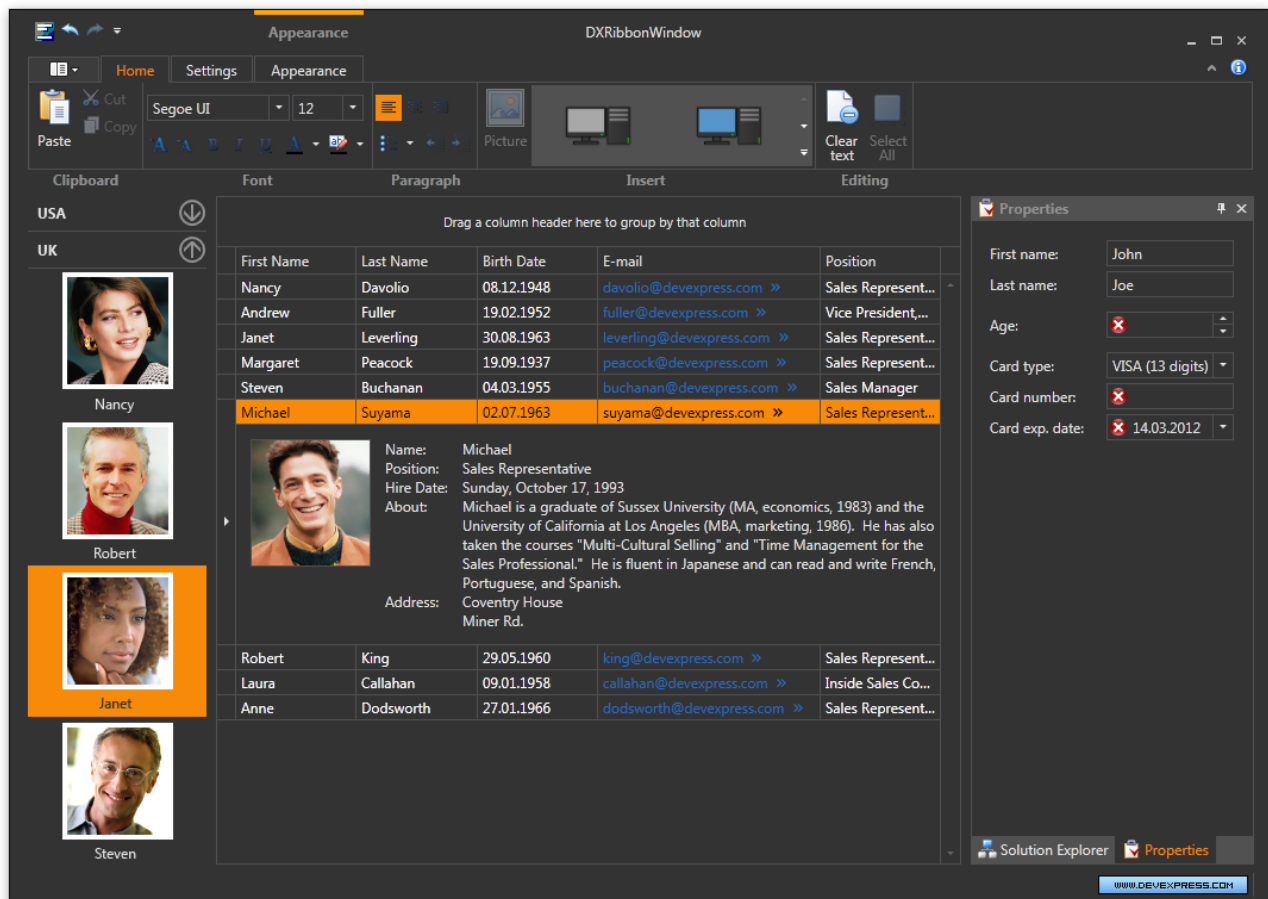 Appearance
DXRibbonWindow
Home Settings Appearance
Paste
Cut
Copy
Segoe UI 12
Picture
Clear text
Select All
Clipboard Font Paragraph Insert Editing
USA
UK
Nancy
Robert
Janet
Steven
Drag a column header here to group by that column
First Name Last Name Birth Date E-mail Position
Nancy Davolio 08.12.1948 davolio@devexpress.com » Sales Represent...
Andrew Fuller 19.02.1952 fuller@devexpress.com » Vice President,...
Janet Leverling 30.08.1963 leverling@devexpress.com » Sales Represent...
Margaret Peacock 19.09.1937 peacock@devexpress.com » Sales Represent...
Steven Buchanan 04.03.1955 buchanan@devexpress.com » Sales Manager
Michael Suyama 02.07.1963 suyama@devexpress.com » Sales Represent...
Name: Michael
Position: Sales Representative
Hire Date: Sunday, October 17, 1993
About: Michael is a graduate of Sussex University (MA, economics, 1983) and the
University of California at Los Angeles (MBA, marketing, 1986). He has also
taken the courses "Multi-Cultural Selling" and "Time Management for the
Sales Professional." He is fluent in Japanese and can read and write French,
Portuguese, and Spanish.
Address: Coventry House
Miner Rd.
Robert King 29.05.1960 king@devexpress.com » Sales Represent...
Laura Callahan 09.01.1958 callahan@devexpress.com » Inside Sales Co...
Anne Dodsworth 27.01.1966 dodsworth@devexpress.com » Sales Represent...
Properties
First name: John
Last name: Joe
Age:
Card type: VISA (13 digits)
Card number:
Card exp. date: 14.03.2012
Solution Explorer Properties
WWW.DEVEXPRESS.COM